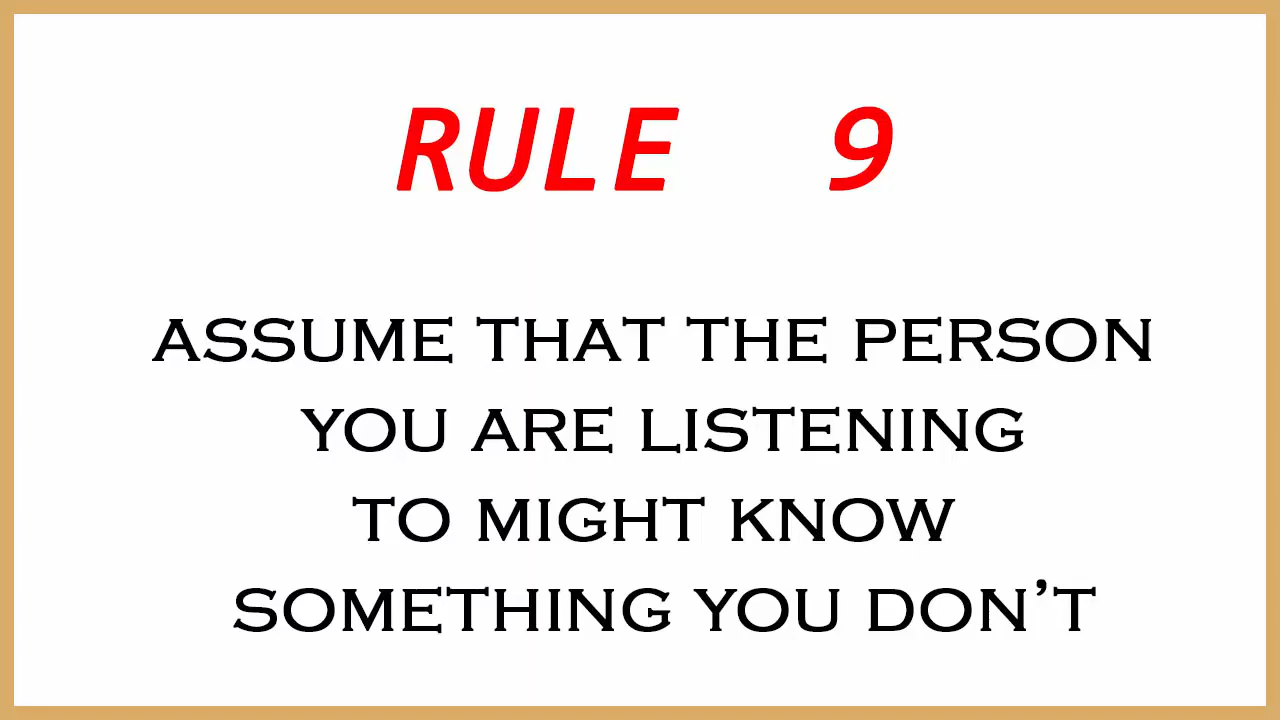 RULE 9
ASSUME THAT THE PERSON
YOU ARE LISTENING
TO MIGHT KNOW
SOMETHING YOU DON’T